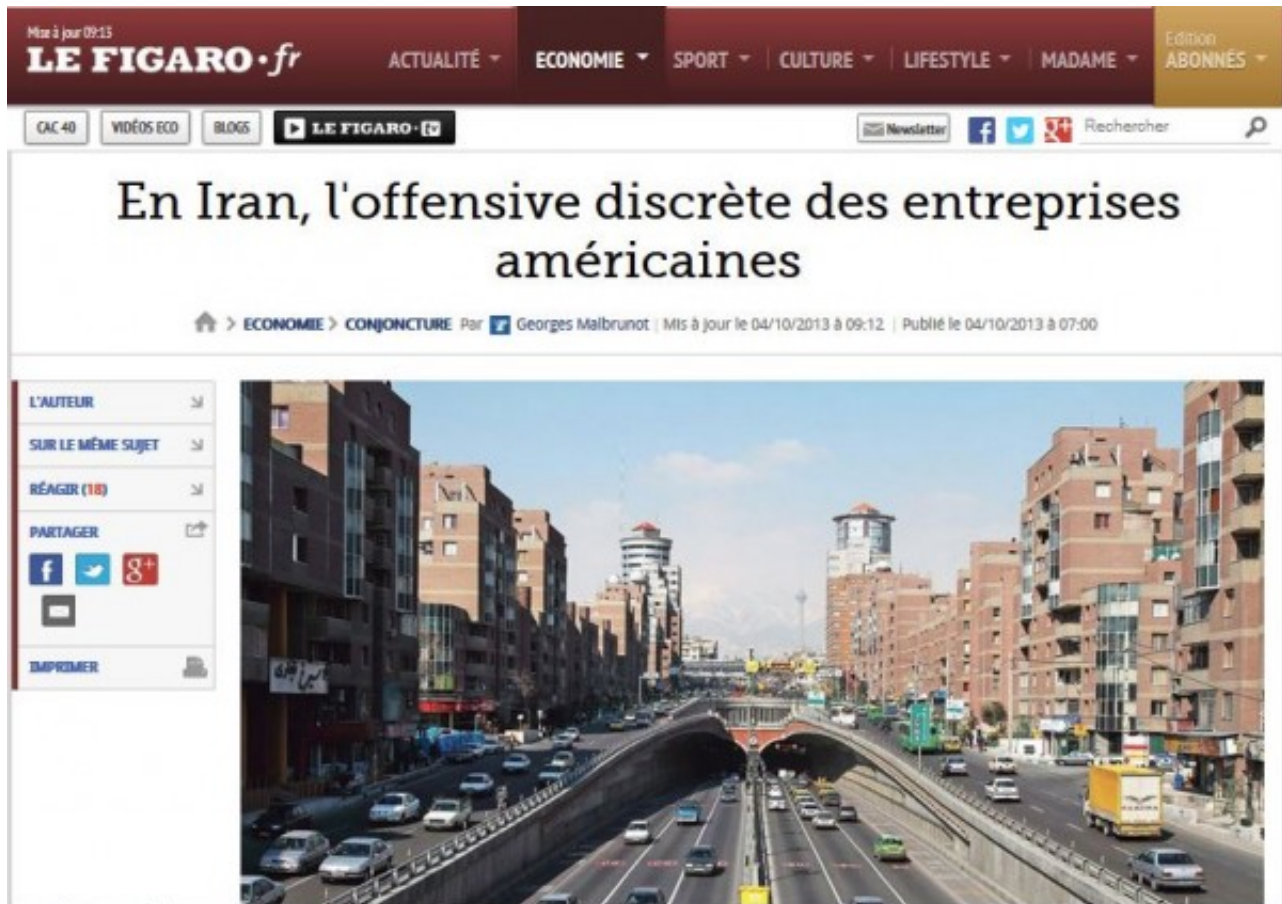 Mise à jour 09:13
LE FIGARO·fr
ACTUALITÉ
ECONOMIE
SPORT
CULTURE
LIFESTYLE
MADAME
Edition
ABONNÉS
CAC 40
VIDÉOS ECO
BLOGS
LE FIGARO·tv
Newsletter
Rechercher
En Iran, l'offensive discrète des entreprises
américaines
> ECONOMIE > CONJONCTURE Par Georges Malbrunot | Mis à jour le 04/10/2013 à 09:12 | Publié le 04/10/2013 à 07:00
L'AUTEUR
SUR LE MÊME SUJET
RÉAGIR (18)
PARTAGER
IMPRIMER